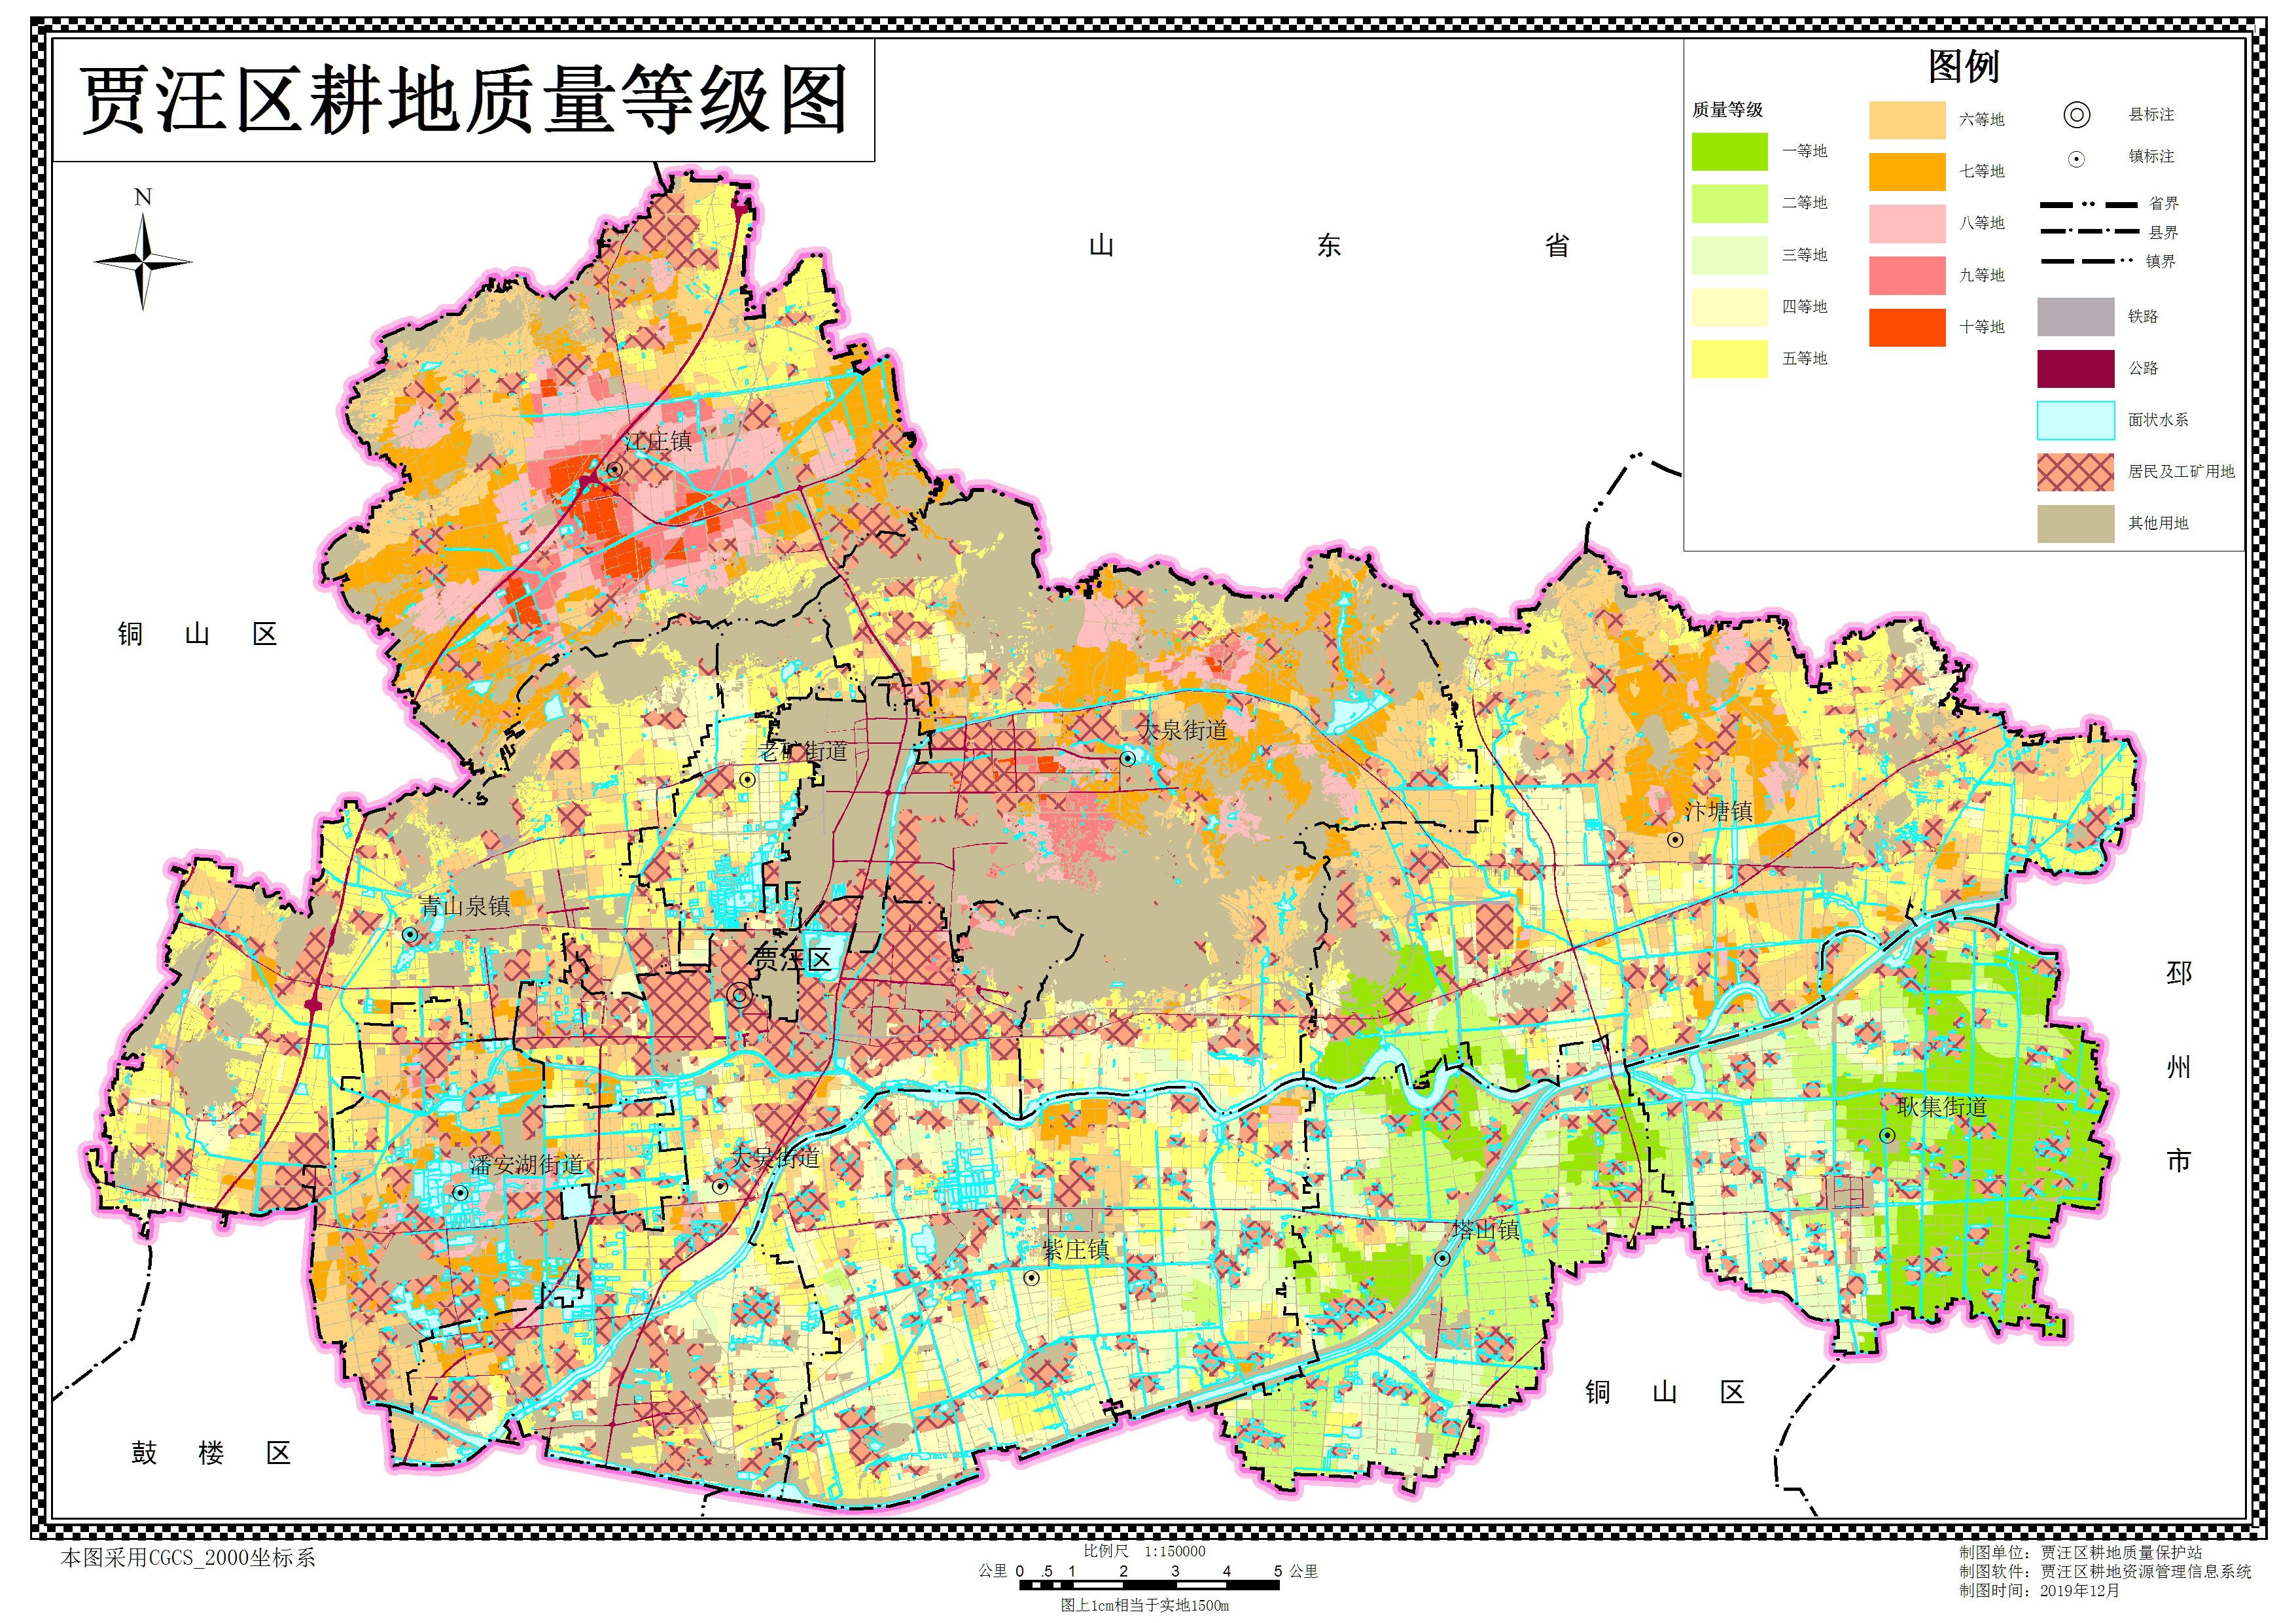 贾汪区耕地质量等级图
图例
质量等级
一等地
二等地
三等地
四等地
五等地
六等地
七等地
八等地
九等地
十等地
县标注
镇标注
省界
县界
镇界
铁路
公路
面状水系
居民及工矿用地
其他用地
N
山 东 省
铜 山 区
江庄镇
大泉街道
老矿街道
汴塘镇
青山泉镇
贾汪区
邳州市
耿集街道
潘安湖街道
大吴街道
塔山镇
紫庄镇
铜 山 区
鼓 楼 区
本图采用CGCS_2000坐标系
比例尺 1:150000
公里 0 .5 1 2 3 4 5 公里
图上1cm相当于实地1500m
制图单位: 贾汪区耕地质量保护站
制图软件: 贾汪区耕地资源管理信息系统
制图时间: 2019年12月